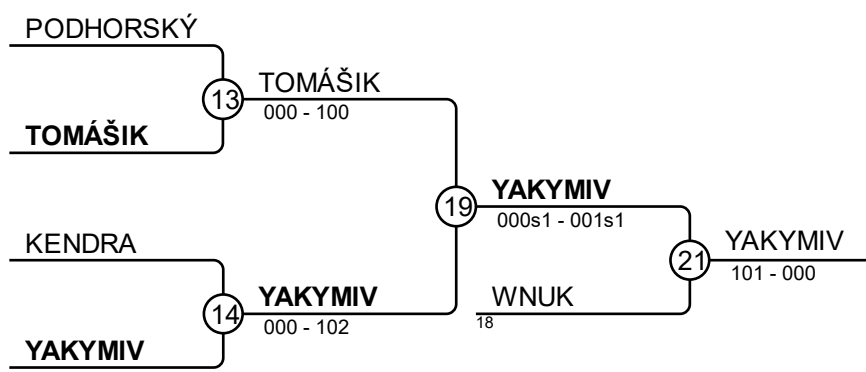 PODHORSKÝ
13
TOMÁŠIK
000 - 100
TOMÁŠIK
19
YAKYMIV
000s1 - 001s1
KENDRA
14
YAKYMIV
000 - 102
YAKYMIV
21
YAKYMIV
101 - 000
WNUK
18